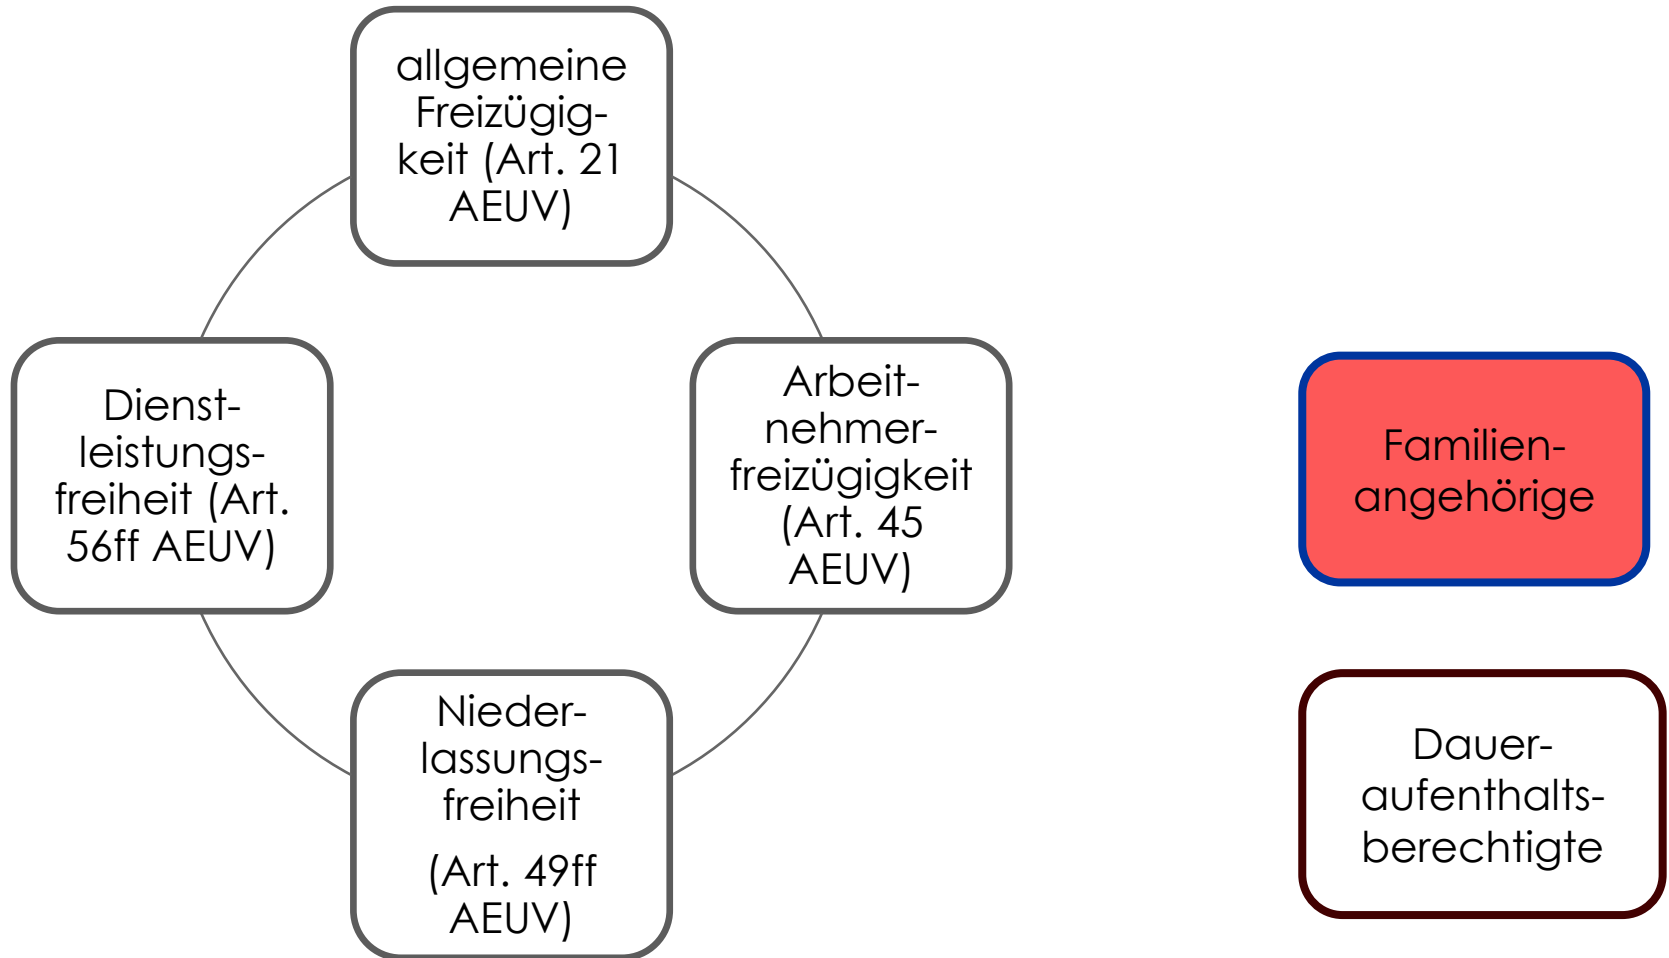 allgemeine
Freizügig-
keit (Art. 21
AEUV)
Arbeit-
nehmer-
freizügigkeit
(Art. 45
AEUV)
Nieder-
lassungs-
freiheit
(Art. 49ff
AEUV)
Dienst-
leistungs-
freiheit (Art.
56ff AEUV)
Familien-
angehörige
Dauer-
aufenthalts-
berechtigte